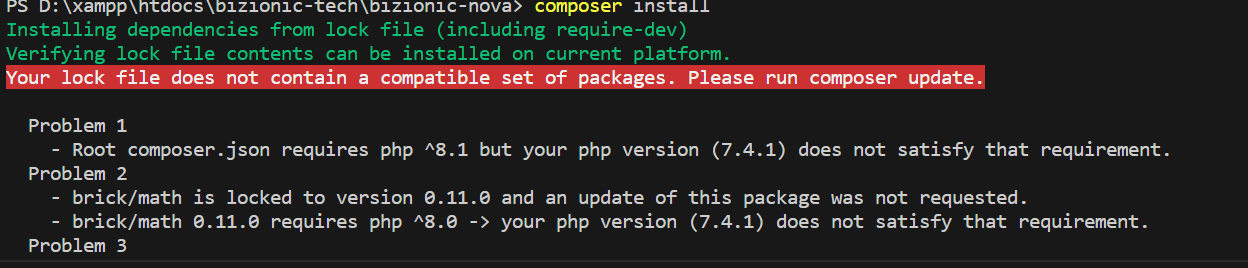 PS D:\xampp\htdocs\bizionic-tech\bizionic-nova> composer install
Installing dependencies from lock file (including require-dev)
Verifying lock file contents can be installed on current platform.
Your lock file does not contain a compatible set of packages. Please run composer update.
Problem 1
- Root composer.json requires php ^8.1 but your php version (7.4.1) does not satisfy that requirement.
Problem 2
- brick/math is locked to version 0.11.0 and an update of this package was not requested.
- brick/math 0.11.0 requires php ^8.0 -> your php version (7.4.1) does not satisfy that requirement.
Problem 3